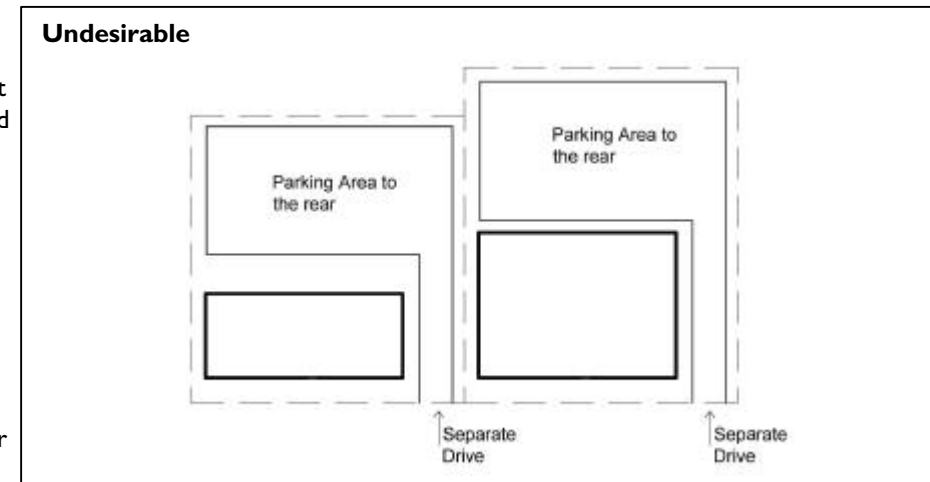 Undesirable
Parking Area to
the rear
Parking Area to
the rear
Separate
Drive
Separate
Drive